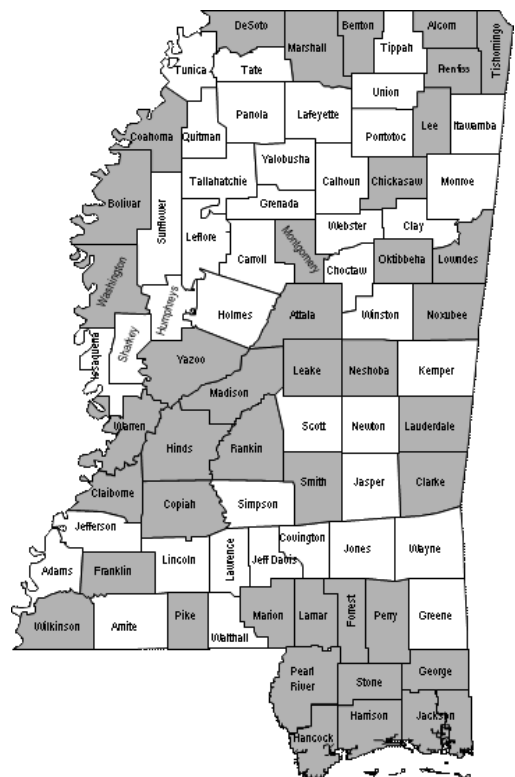 DeSoto
Benton
Alcorn
Tishomingo
Marshall
Tippah
Tunica
Tate
Renfiss
Union
Panola
Lafeyette
Lee
Itawamba
Coahoma
Quitman
Pontotoc
Yalobusha
Tallahatchie
Calhoun
Chickasaw
Monroe
Bolivar
Grenada
Sunflower
Leflore
Webster
Clay
Montgomery
Carroll
Choctaw
Oktibbeha
Lowndes
Washington
Humphreys
Holmes
Attala
Winston
Noxubee
Issaquena
Sharkey
Yazoo
Leake
Neshoba
Kemper
Madison
Warren
Scott
Newton
Lauderdale
Hinds
Rankin
Smith
Jasper
Clarke
Claiborne
Copiah
Simpson
Jefferson
Covington
Lincoln
Lawrence
Jeff Davis
Jones
Wayne
Adams
Franklin
Wilkinson
Amite
Pike
Walthall
Marion
Lamar
Forrest
Perry
Greene
Pearl
River
Stone
George
Hancock
Harrison
Jackson